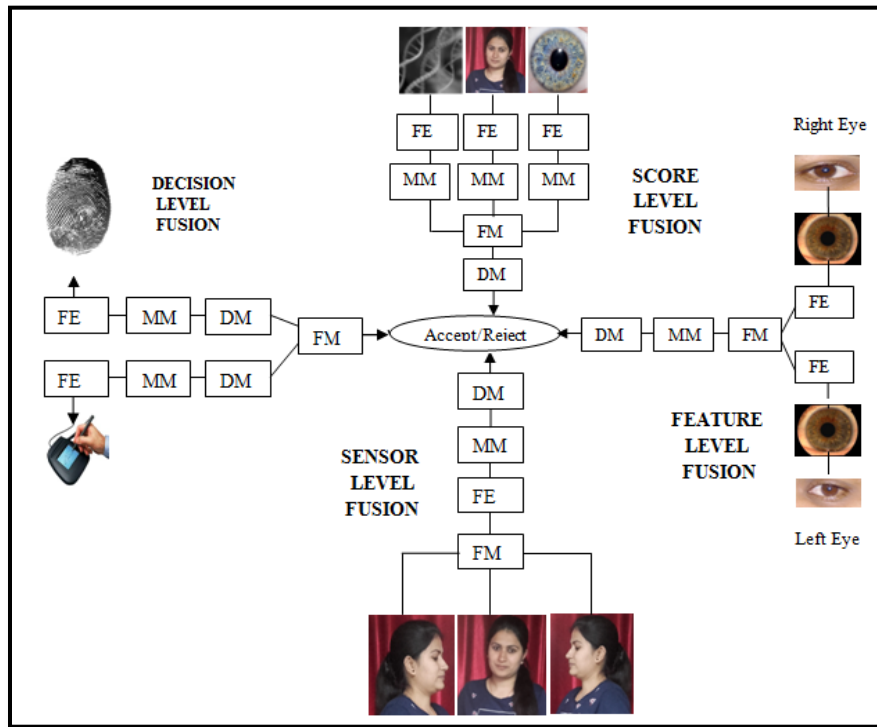 FE
FE
FE
MM
MM
MM
FM
DM
SCORE
LEVEL
FUSION
DECISION
LEVEL
FUSION
Right Eye
FE
MM
DM
FM
FE
MM
DM
Accept/Reject
DM
MM
FM
FE
FE
FEATURE
LEVEL
FUSION
Left Eye
DM
MM
FE
FM
SENSOR
LEVEL
FUSION